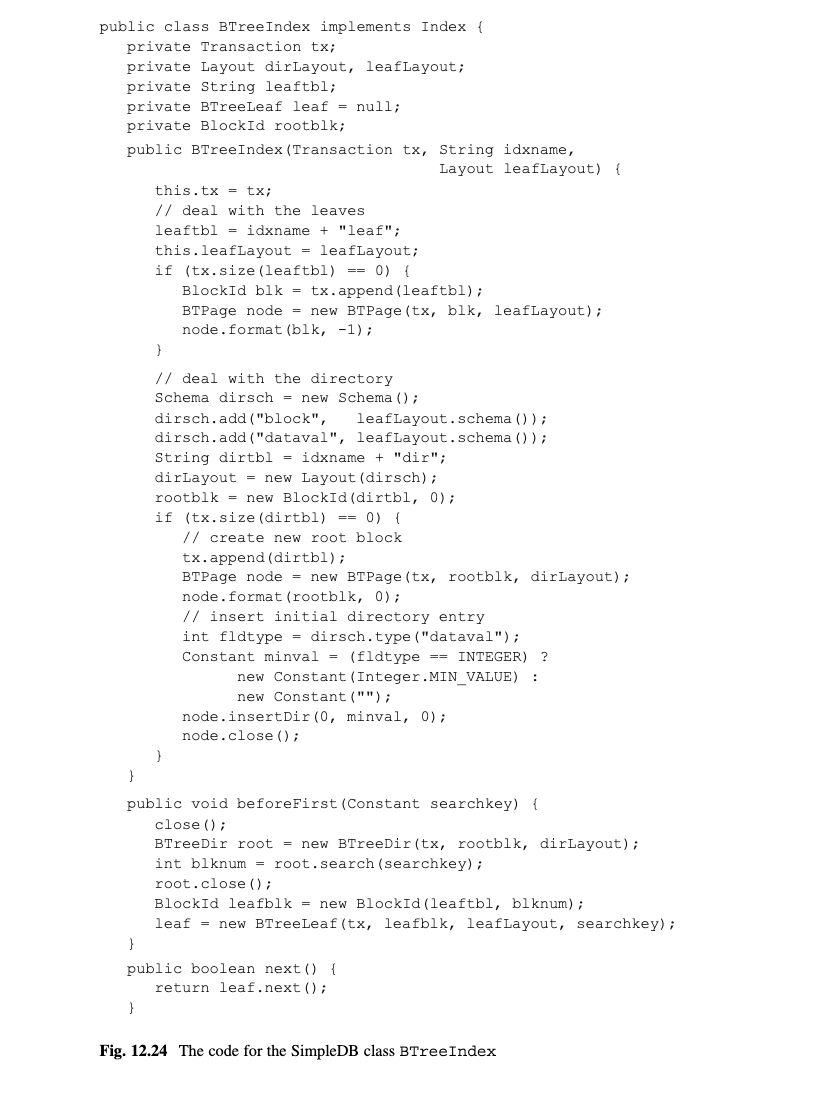 public class BTreeIndex implements Index {
private Transaction tx;
private Layout dirLayout, leafLayout;
private String leaftbl;
private BTreeLeaf leaf = null;
private BlockId rootblk;
public BTreeIndex(Transaction tx, String idxname,
Layout leafLayout) {
this.tx = tx;
// deal with the leaves
leaftbl = idxname + "leaf";
this.leafLayout = leafLayout;
if (tx.size(leaftbl) == 0) {
BlockId blk = tx.append(leaftbl);
BTPage node = new BTPage(tx, blk, leafLayout);
node.format(blk, -1);
}
// deal with the directory
Schema dirsch = new Schema();
dirsch.add("block",   leafLayout.schema());
dirsch.add("dataval", leafLayout.schema());
String dirtbl = idxname + "dir";
dirLayout = new Layout(dirsch);
rootblk = new BlockId(dirtbl, 0);
if (tx.size(dirtbl) == 0) {
// create new root block
tx.append(dirtbl);
BTPage node = new BTPage(tx, rootblk, dirLayout);
node.format(rootblk, 0);
// insert initial directory entry
int fldtype = dirsch.type("dataval");
Constant minval = (fldtype == INTEGER) ?
new Constant(Integer.MIN_VALUE) :
new Constant("");
node.insertDir(0, minval, 0);
node.close();
}
}
public void beforeFirst(Constant searchkey) {
close();
BTreeDir root = new BTreeDir(tx, rootblk, dirLayout);
int blknum = root.search(searchkey);
root.close();
BlockId leafblk = new BlockId(leaftbl, blknum);
leaf = new BTreeLeaf(tx, leafblk, leafLayout, searchkey);
}
public boolean next() {
return leaf.next();
}
Fig. 12.24 The code for the SimpleDB class BTreeIndex